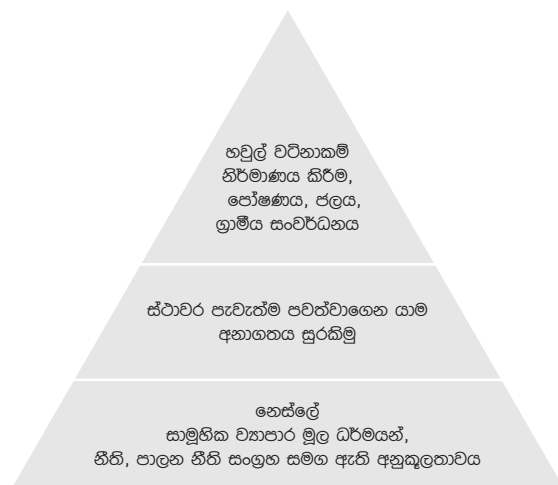 හවුල් වටිනාකම්
නිර්මාණය කිරීම,
පෝෂණය, ජලය,
ග්‍රාමීය සංවර්ධනය
ස්ථාවර පැවැත්ම පවත්වාගෙන යාම
අනාගතය සුරකිමු
නෙස්ලේ
සාමූහික ව්‍යාපාර මූල ධර්මයන්,
නීති, පාලන නීති සංග්‍රහ සමග ඇති අනුකූලතාවය